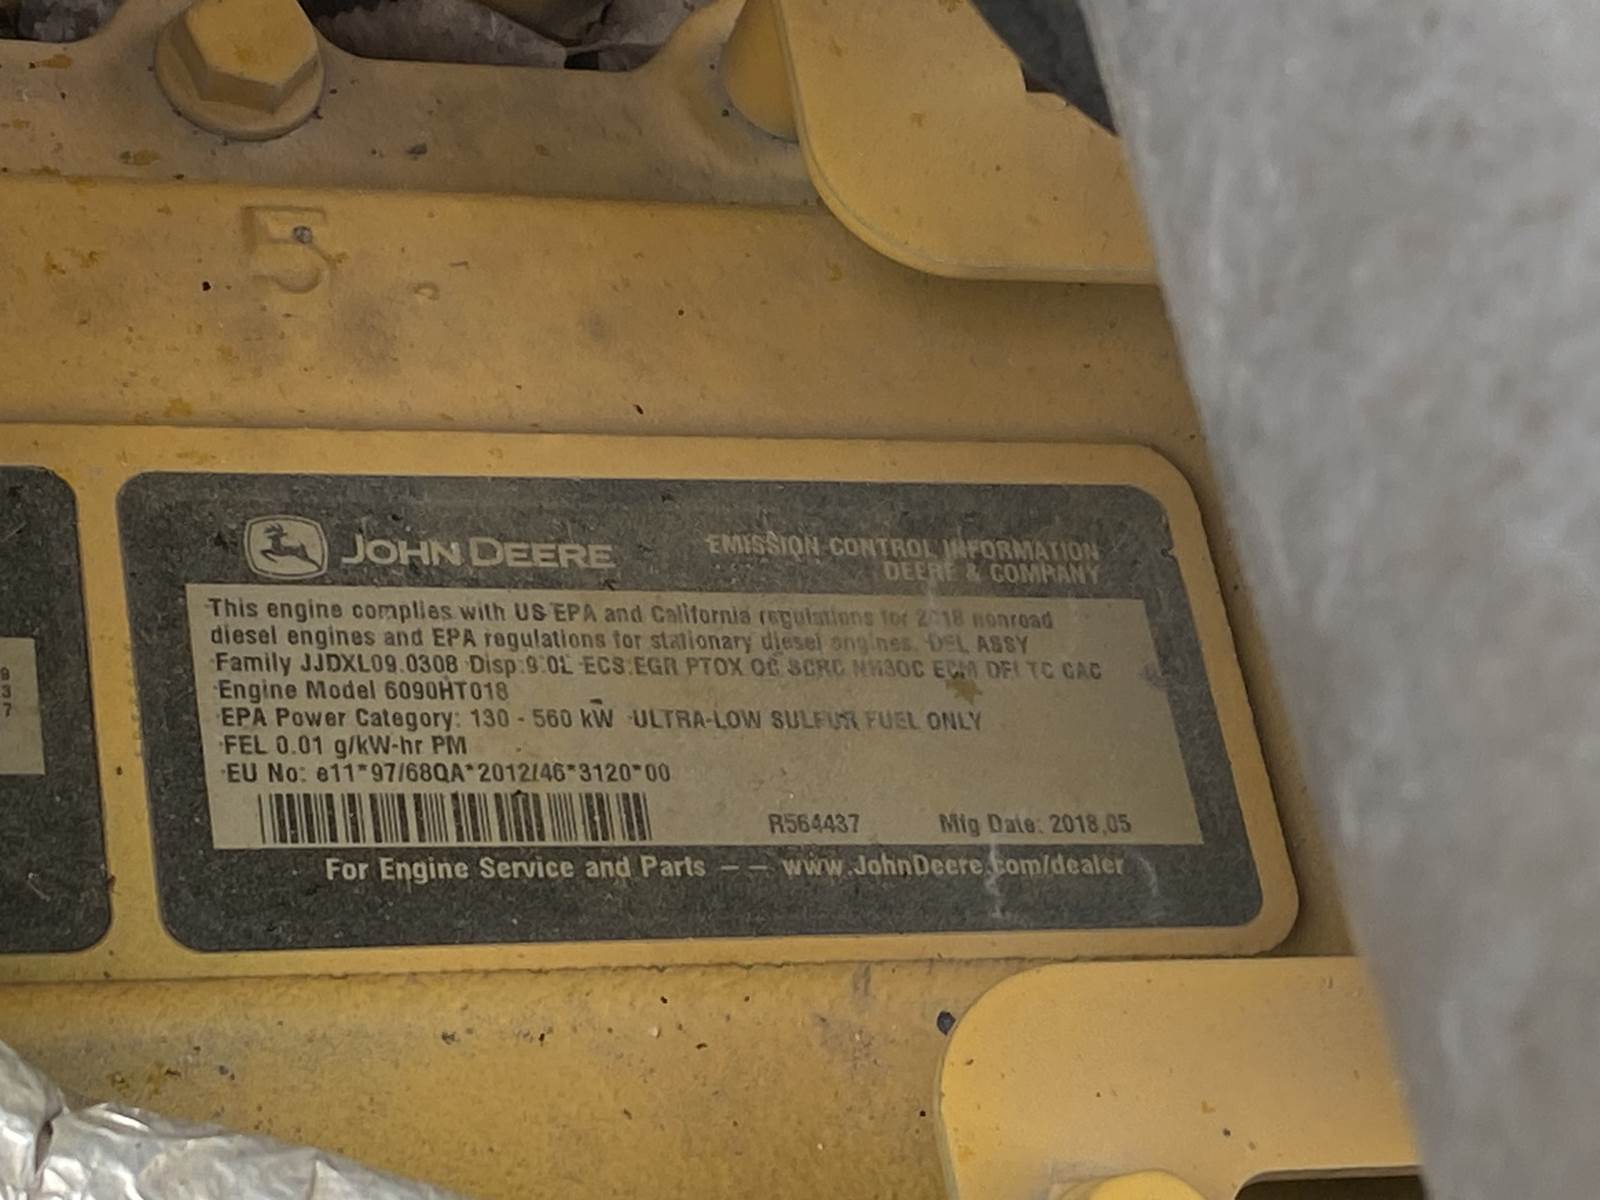 5
JOHN DEERE
EMISSION CONTROL INFORMATION
DEERE & COMPANY
This engine complies with US EPA and California regulations for 2018 nonroad
diesel engines and EPA regulations for stationary diesel engines. DEL ASSY
Family JJDXL09.0308 Disp:9.0L ECS:EGR PTOX OC SCRC NH3OC ECM DFI TC CAC
Engine Model 6090HT018
EPA Power Category: 130 - 560 kW ULTRA-LOW SULFUR FUEL ONLY
FEL 0.01 g/kW-hr PM
EU No: e11*97/68QA*2012/46*3120*00
R564437 Mfg Date: 2018,05
For Engine Service and Parts -- www.JohnDeere.com/dealer
9
3
7